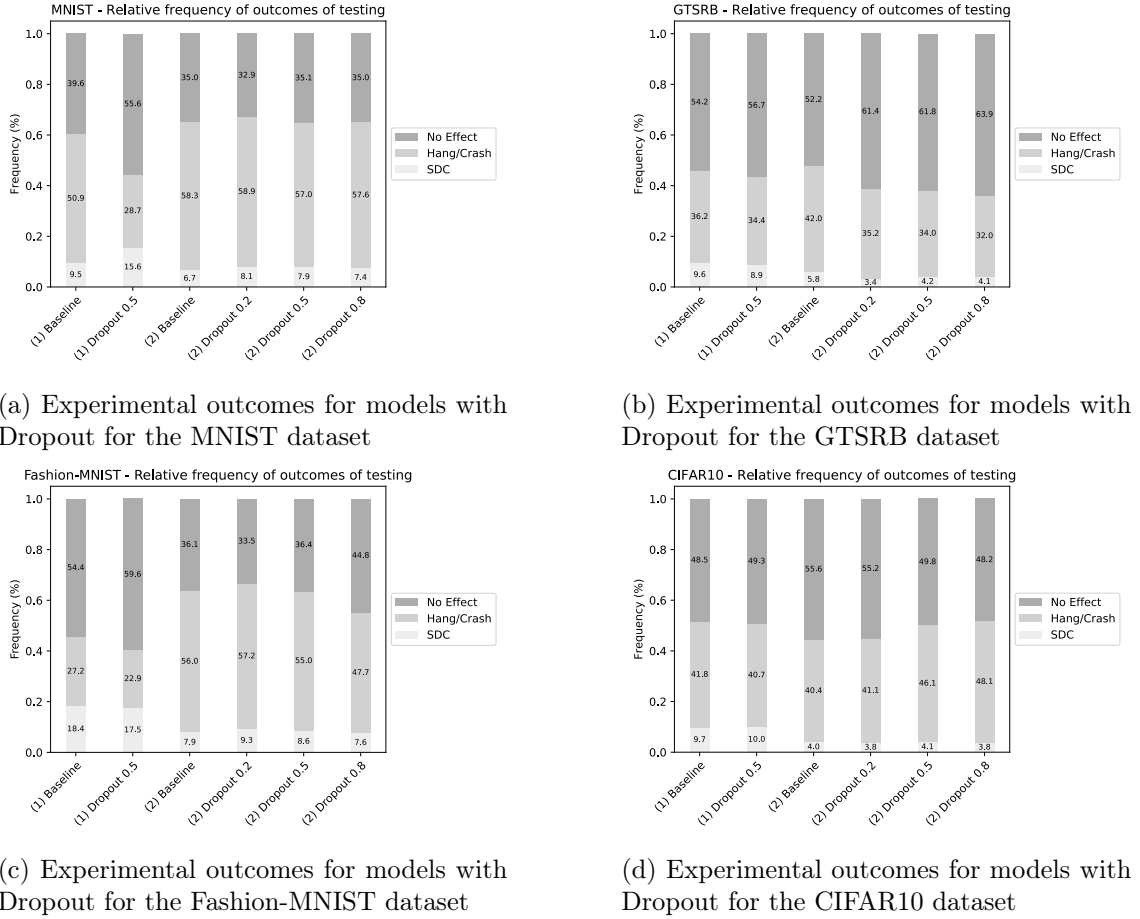 MNIST - Relative frequency of outcomes of testing
1.0
0.8
0.6
0.4
0.2
0.0
Frequency (%)
39.6
55.6
35.0
32.9
35.1
35.0
50.9
28.7
58.3
58.9
57.0
57.6
9.5
15.6
6.7
8.1
7.9
7.4
(1) Baseline
(1) Dropout 0.5
(2) Baseline
(2) Dropout 0.2
(2) Dropout 0.5
(2) Dropout 0.8
No Effect
Hang/Crash
SDC
(a) Experimental outcomes for models with
Dropout for the MNIST dataset
GTSRB - Relative frequency of outcomes of testing
1.0
0.8
0.6
0.4
0.2
0.0
Frequency (%)
54.2
56.7
52.2
61.4
61.8
63.9
36.2
34.4
42.0
35.2
34.0
32.0
9.6
8.9
5.8
3.4
4.2
4.1
(1) Baseline
(1) Dropout 0.5
(2) Baseline
(2) Dropout 0.2
(2) Dropout 0.5
(2) Dropout 0.8
No Effect
Hang/Crash
SDC
(b) Experimental outcomes for models with
Dropout for the GTSRB dataset
Fashion-MNIST - Relative frequency of outcomes of testing
1.0
0.8
0.6
0.4
0.2
0.0
Frequency (%)
54.4
59.6
36.1
33.5
36.4
44.8
27.2
22.9
56.0
57.2
55.0
47.7
18.4
17.5
7.9
9.3
8.6
7.6
(1) Baseline
(1) Dropout 0.5
(2) Baseline
(2) Dropout 0.2
(2) Dropout 0.5
(2) Dropout 0.8
No Effect
Hang/Crash
SDC
(c) Experimental outcomes for models with
Dropout for the Fashion-MNIST dataset
CIFAR10 - Relative frequency of outcomes of testing
1.0
0.8
0.6
0.4
0.2
0.0
Frequency (%)
48.5
49.3
55.6
55.2
49.8
48.2
41.8
40.7
40.4
41.1
46.1
48.1
9.7
10.0
4.0
3.8
4.1
3.8
(1) Baseline
(1) Dropout 0.5
(2) Baseline
(2) Dropout 0.2
(2) Dropout 0.5
(2) Dropout 0.8
No Effect
Hang/Crash
SDC
(d) Experimental outcomes for models with
Dropout for the CIFAR10 dataset